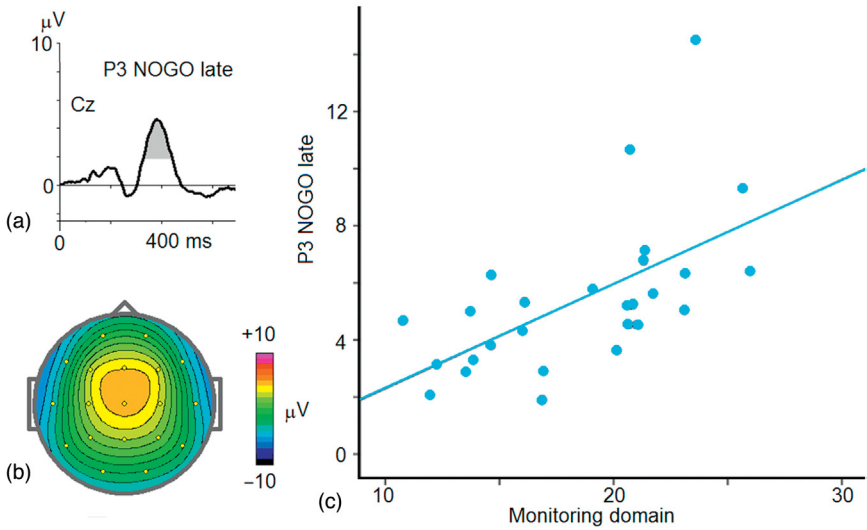 μV
10
P3 NOGO late
Cz
0
(a)
0
400 ms
+10
μV
−10
(b)
P3 NOGO late
12
8
4
0
10
20
30
Monitoring domain
(c)